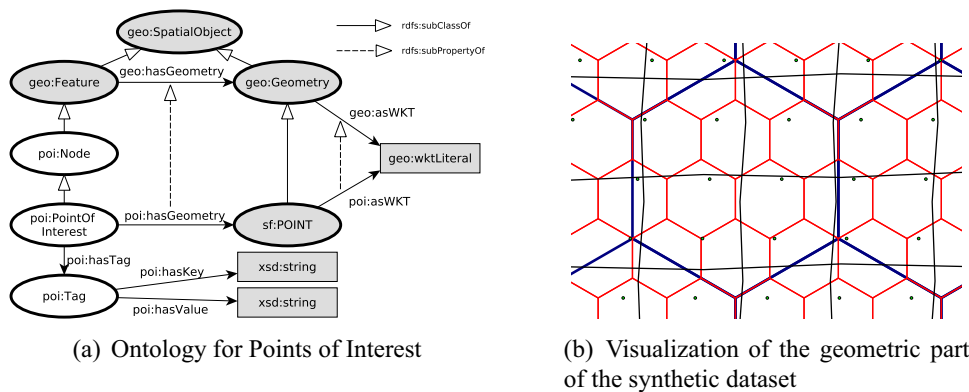 geo:SpatialObject
rdfs:subClassOf
rdfs:subPropertyOf
geo:Feature
geo:hasGeometry
geo:Geometry
geo:asWKT
poi:Node
geo:wktLiteral
poi:PointOf
Interest
poi:hasGeometry
sf:POINT
poi:asWKT
poi:hasTag
poi:hasKey
xsd:string
poi:Tag
poi:hasValue
xsd:string
(a) Ontology for Points of Interest
(b) Visualization of the geometric part
of the synthetic dataset